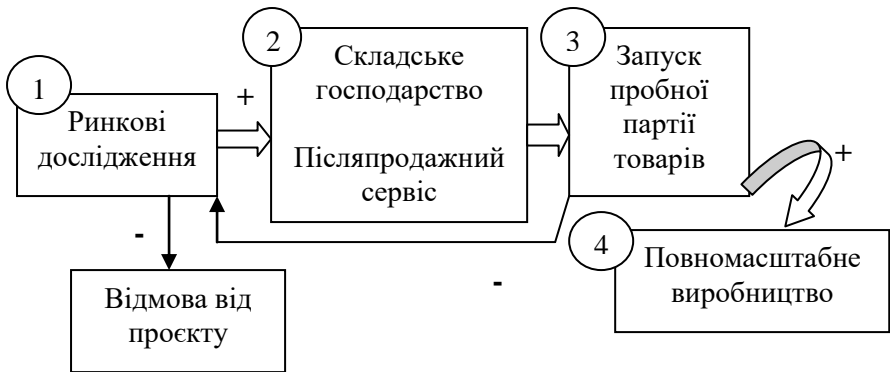 1
Ринкові
дослідження
+
2
Складське
господарство
Післяпродажний
сервіс
3
Запуск
пробної
партії
товарів
+
-
-
4
Повномасштабне
виробництво
Відмова від
проєкту